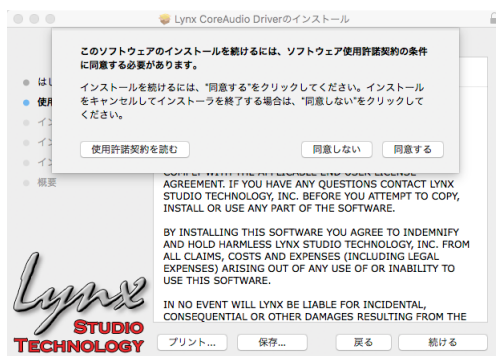 Lynx CoreAudio Driverのインストール
このソフトウェアのインストールを続けるには、ソフトウェア使用許諾契約の条件
に同意する必要があります。
インストールを続けるには、“同意する”をクリックしてください。インストール
をキャンセルしてインストーラを終了する場合は、“同意しない”をクリックして
ください。
使用許諾契約を読む
同意しない
同意する
概要
COMPLY WITH THE APPLICABLE END USER LICENSE
AGREEMENT. IF YOU HAVE ANY QUESTIONS CONTACT LYNX
STUDIO TECHNOLOGY, INC. BEFORE YOU ATTEMPT TO COPY,
INSTALL OR USE ANY PART OF THE SOFTWARE.
BY INSTALLING THIS SOFTWARE YOU AGREE TO INDEMNIFY
AND HOLD HARMLESS LYNX STUDIO TECHNOLOGY, INC. FROM
ALL CLAIMS, COSTS AND EXPENSES (INCLUDING LEGAL
EXPENSES) ARISING OUT OF ANY USE OF OR INABILITY TO
USE THIS SOFTWARE.
IN NO EVENT WILL LYNX BE LIABLE FOR INCIDENTAL,
CONSEQUENTIAL OR OTHER DAMAGES RESULTING FROM THE
Lynx
STUDIO
TECHNOLOGY
プリント...
保存...
戻る
続ける